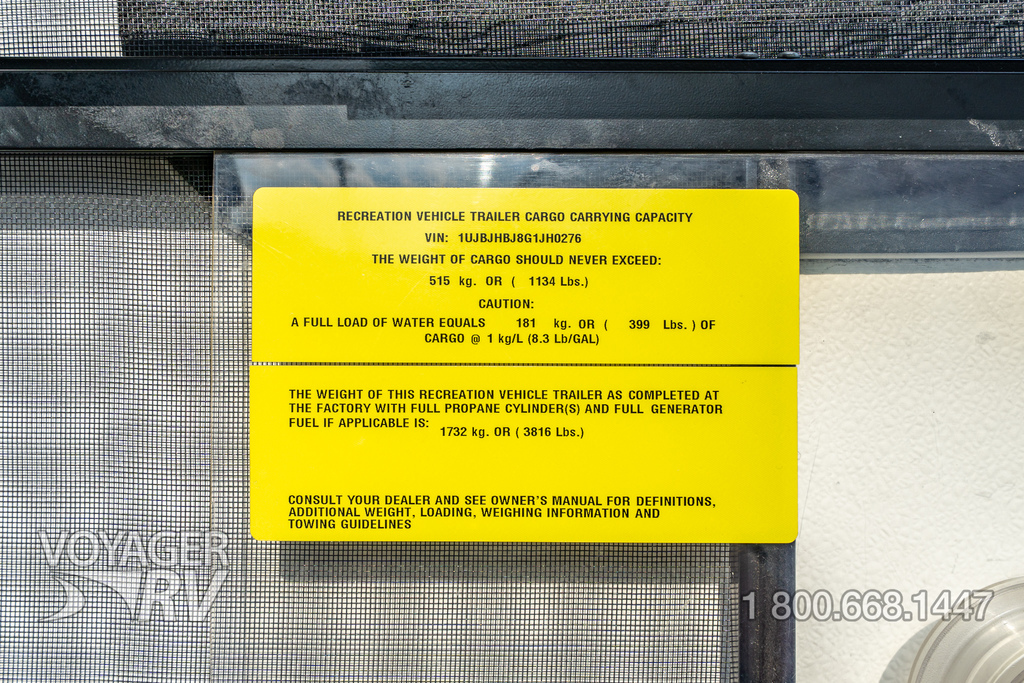 RECREATION VEHICLE TRAILER CARGO CARRYING CAPACITY
VIN: 1UJBJHBJ8G1JH0276
THE WEIGHT OF CARGO SHOULD NEVER EXCEED:
515 kg. OR ( 1134 Lbs.)
CAUTION:
A FULL LOAD OF WATER EQUALS 181 kg. OR ( 399 Lbs. ) OF
CARGO @ 1 kg/L (8.3 Lb/GAL)
THE WEIGHT OF THIS RECREATION VEHICLE TRAILER AS COMPLETED AT
THE FACTORY WITH FULL PROPANE CYLINDER(S) AND FULL GENERATOR
FUEL IF APPLICABLE IS: 1732 kg. OR ( 3816 Lbs.)
CONSULT YOUR DEALER AND SEE OWNER'S MANUAL FOR DEFINITIONS,
ADDITIONAL WEIGHT, LOADING, WEIGHING INFORMATION AND
TOWING GUIDELINES
VOYAGER
RV
1 800.668.1447